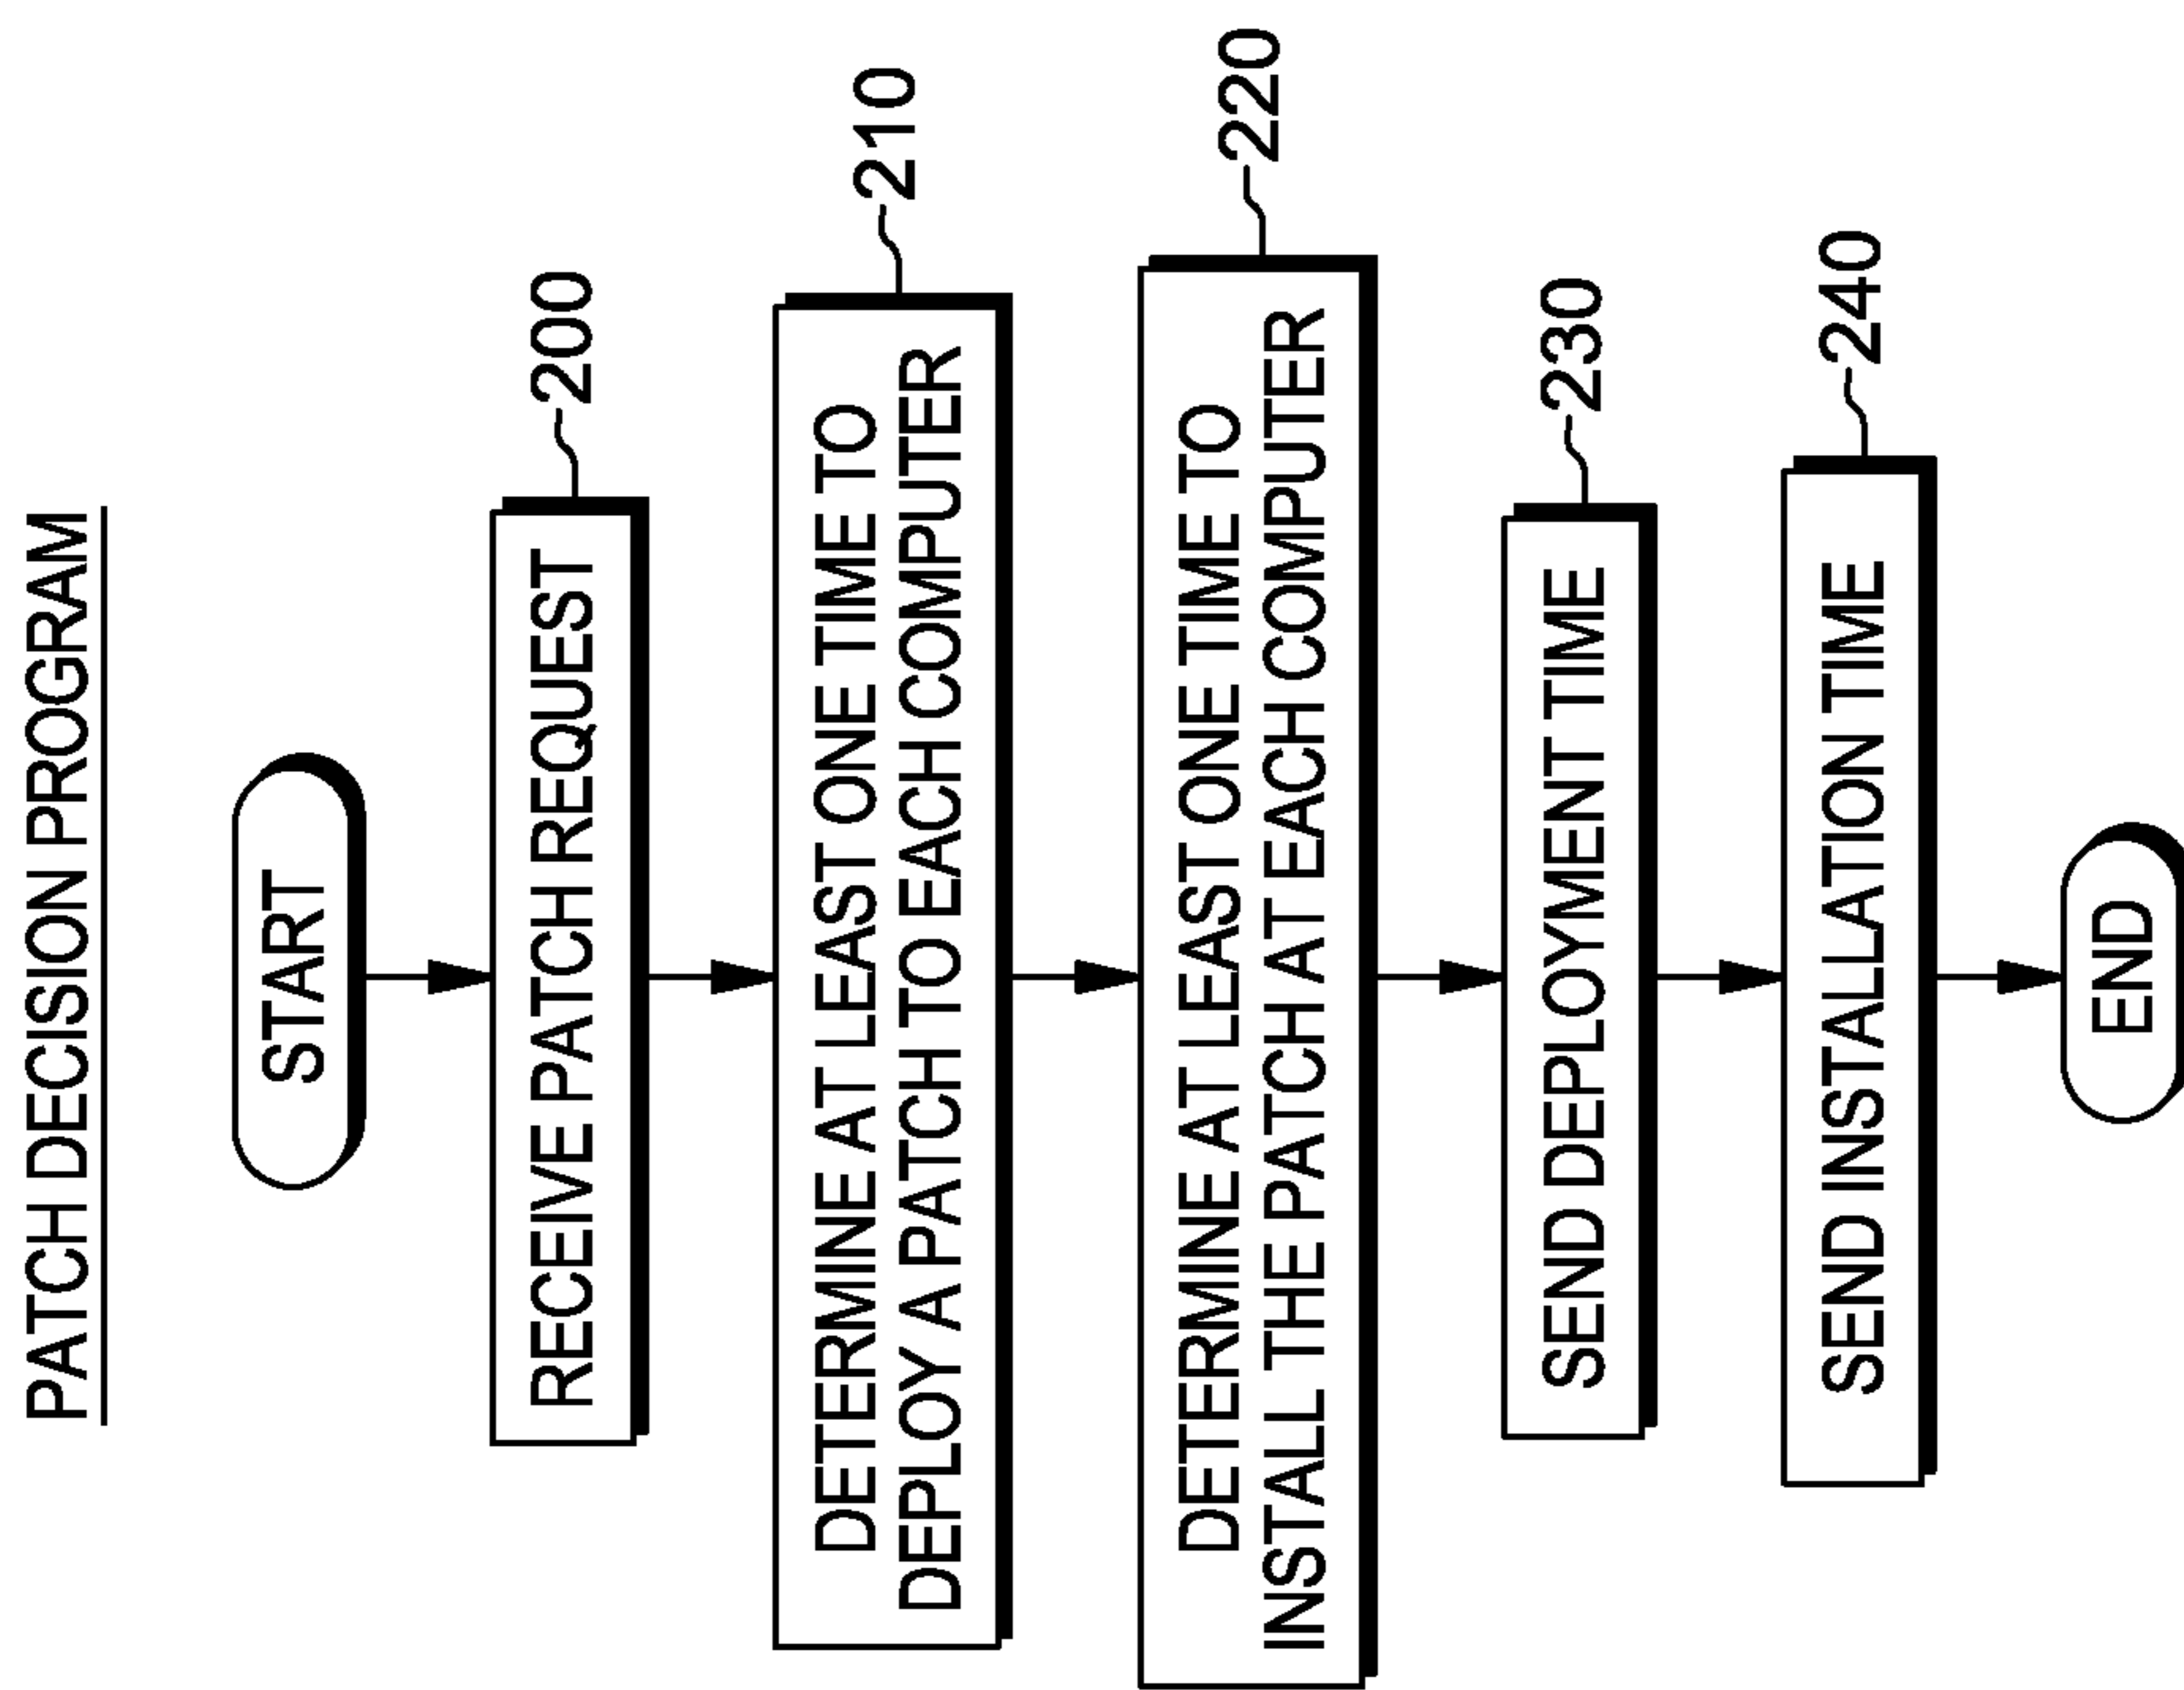 PATCH DECISION PROGRAM
START
RECEIVE PATCH REQUEST
200
DETERMINE AT LEAST ONE TIME TO
DEPLOY A PATCH TO EACH COMPUTER
210
DETERMINE AT LEAST ONE TIME TO
INSTALL THE PATCH AT EACH COMPUTER
220
SEND DEPLOYMENT TIME
230
SEND INSTALLATION TIME
240
END